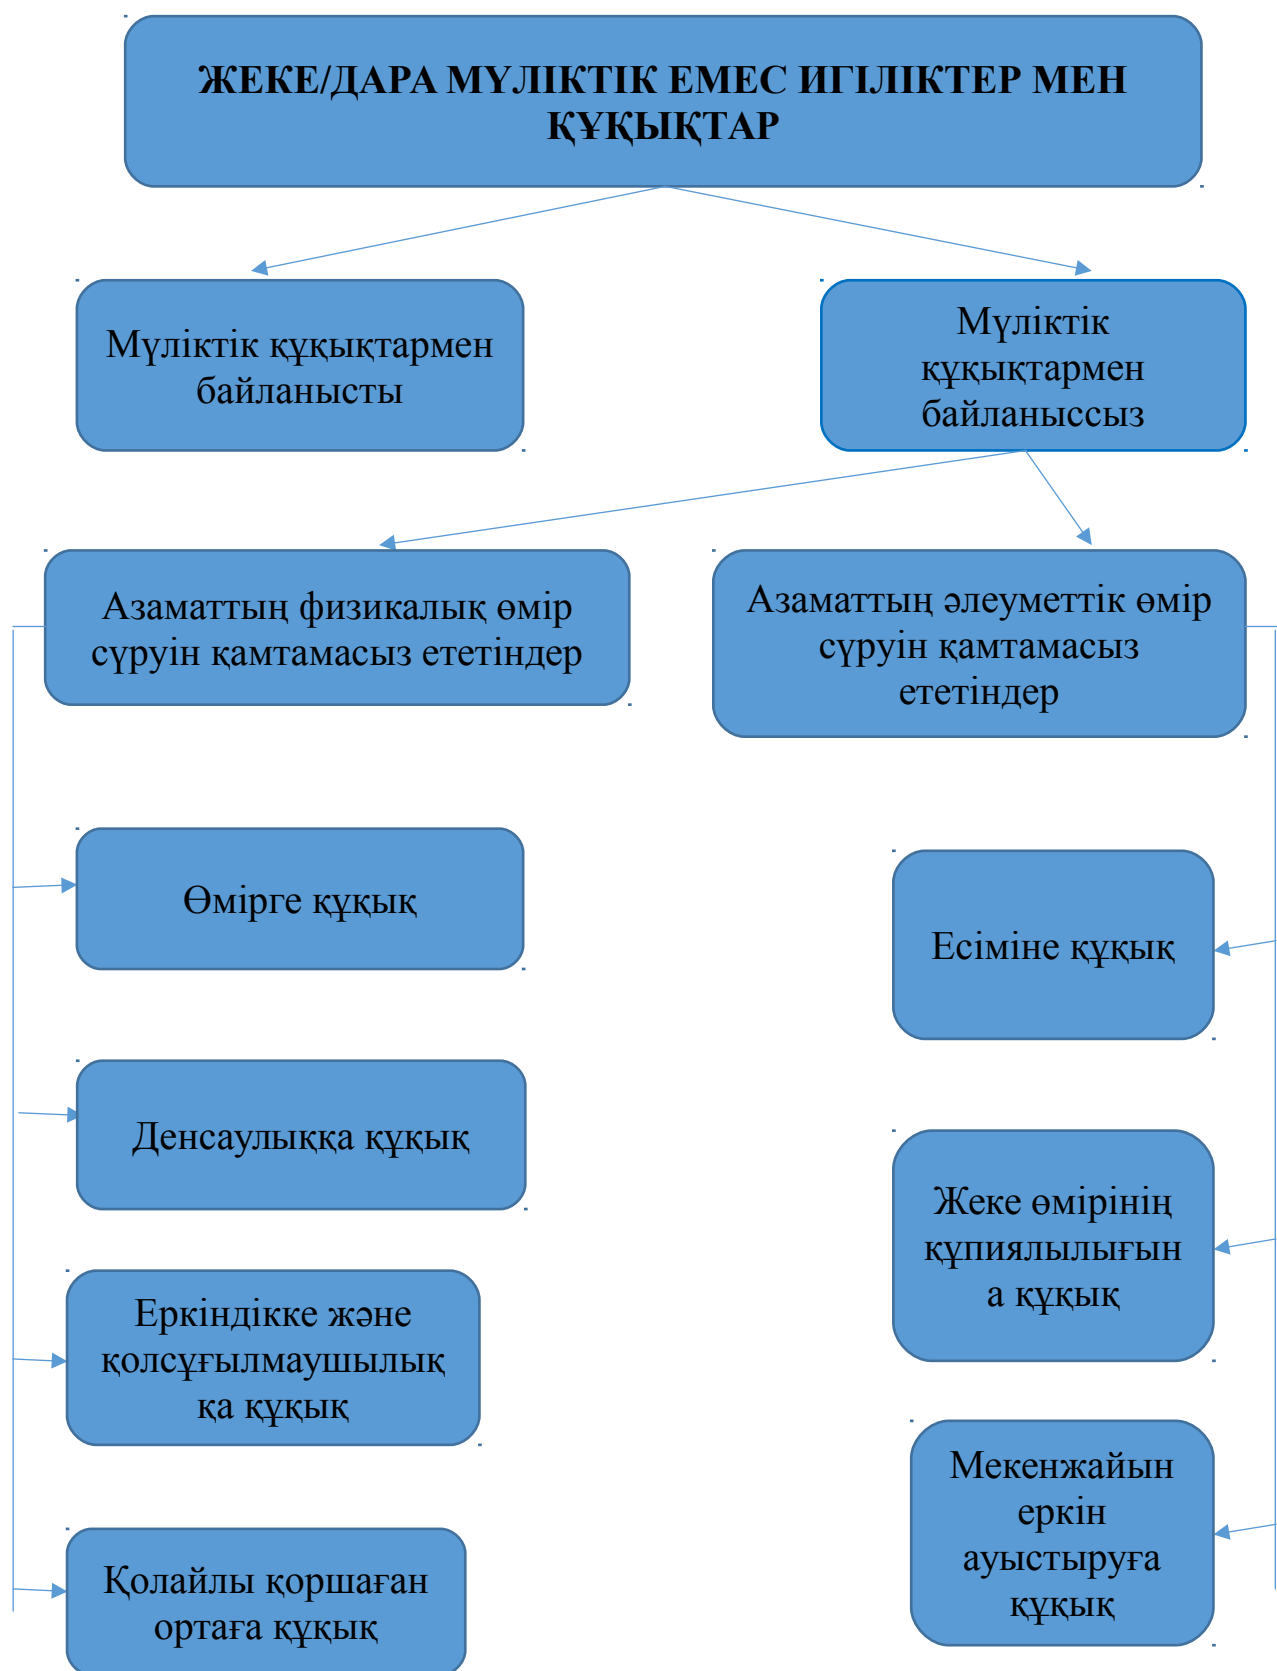 ЖЕКЕ/ДАРА МҮЛІКТІК ЕМЕС ИГІЛІКТЕР МЕН
ҚҰҚЫҚТАР
Мүліктік құқықтармен
байланысты
Мүліктік
құқықтармен
байланыссыз
Азаматтың физикалық өмір
сүруін қамтамасыз ететіндер
Азаматтың әлеуметтік өмір
сүруін қамтамасыз
ететіндер
Өмірге құқық
Денсаулыққа құқық
Еркіндікке және
қолсұғылмаушылық
қа құқық
Қолайлы қоршаған
ортаға құқық
Есіміне құқық
Жеке өмірінің
құпиялылығын
а құқық
Мекенжайын
еркін
ауыстыруға
құқық